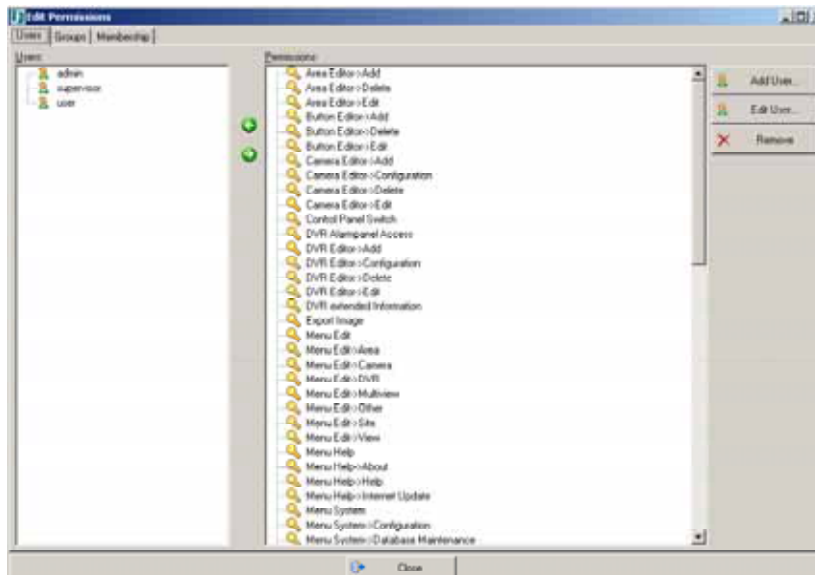 Edit Permissions
Users Groups Membership
Users:
admin
supervisor
user
Permissions:
Area Editor->Add
Area Editor->Delete
Area Editor->Edit
Button Editor->Add
Button Editor->Delete
Button Editor->Edit
Camera Editor->Add
Camera Editor->Configuration
Camera Editor->Delete
Camera Editor->Edit
Control Panel Switch
DVR Alarmpanel Access
DVR Editor->Add
DVR Editor->Configuration
DVR Editor->Delete
DVR Editor->Edit
DVR extended Information
Export Image
Menu Edit
Menu Edit->Area
Menu Edit->Camera
Menu Edit->DVR
Menu Edit->Multiview
Menu Edit->Other
Menu Edit->Site
Menu Edit->View
Menu Help
Menu Help->About
Menu Help->Help
Menu Help->Internet Update
Menu System
Menu System->Configuration
Menu System->Database Maintenance
Add User...
Edit User...
Remove
Close